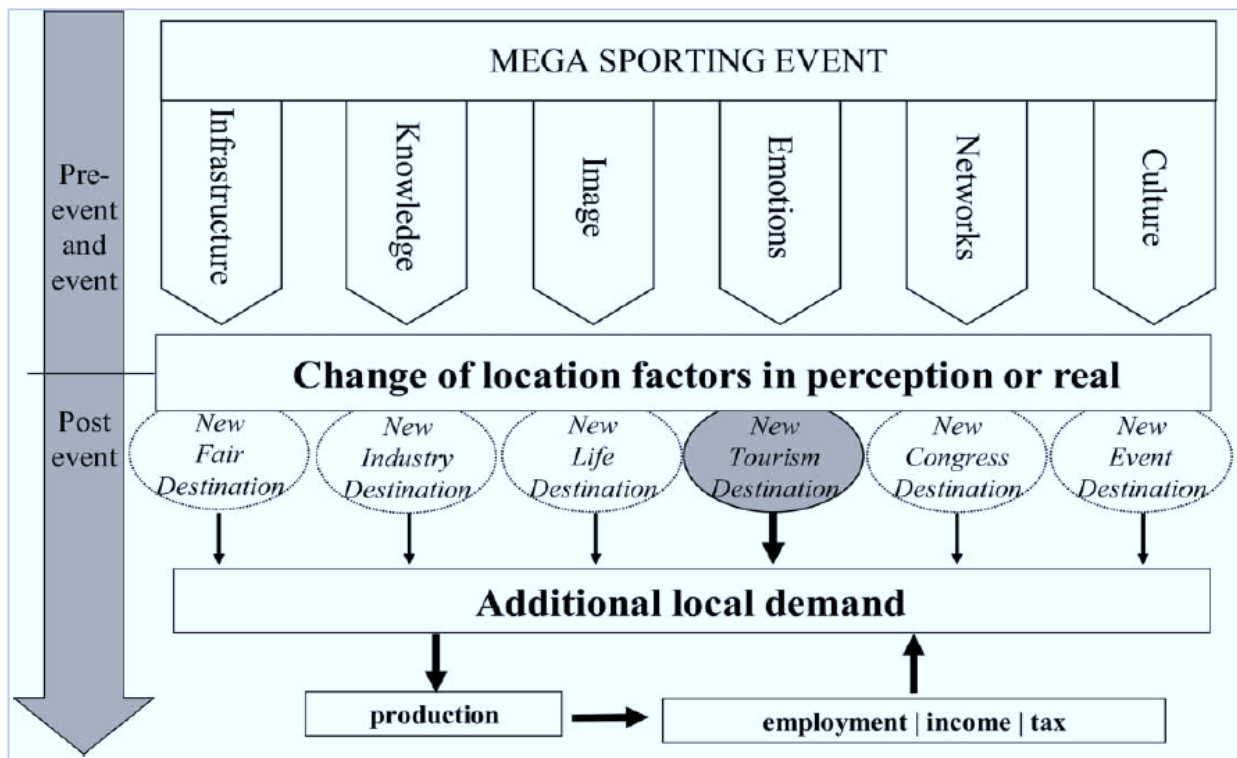 MEGA SPORTING EVENT
Infrastructure
Knowledge
Image
Emotions
Networks
Culture
Pre-
event
and
event
Change of location factors in perception or real
Post
event
New
Fair
Destination
New
Industry
Destination
New
Life
Destination
New
Tourism
Destination
New
Congress
Destination
New
Event
Destination
Additional local demand
production
employment | income | tax